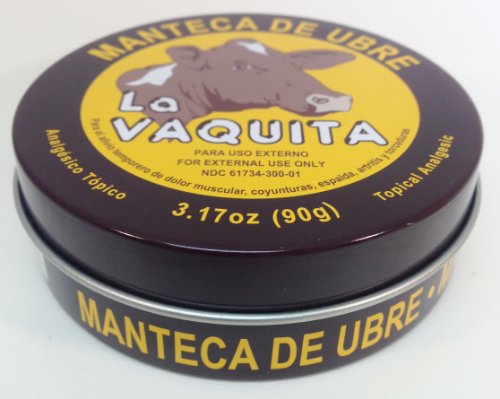 MANTECA DE UBRE
La
VAQUITA
PARA USO EXTERNO
FOR EXTERNAL USE ONLY
NDC 61734-300-01
Para el alivio temporero de dolor muscular, coyunturas, espalda, artritis y torceduras
Analgésico Tópico
Topical Analgesic
3.17oz (90g)
MANTECA DE UBRE •